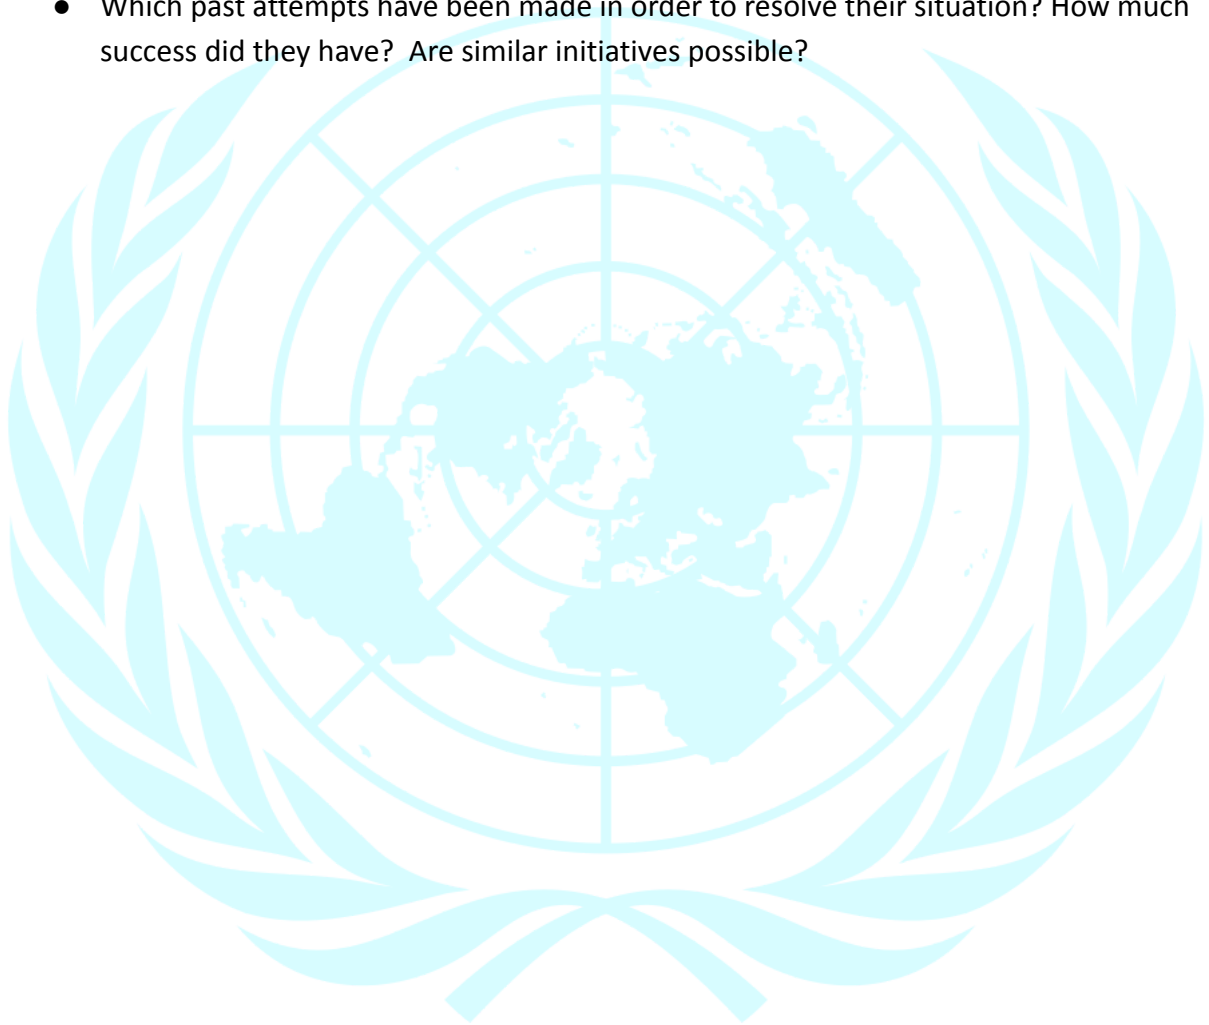 ● Which past attempts have been made in order to resolve their situation? How much
success did they have?  Are similar initiatives possible?